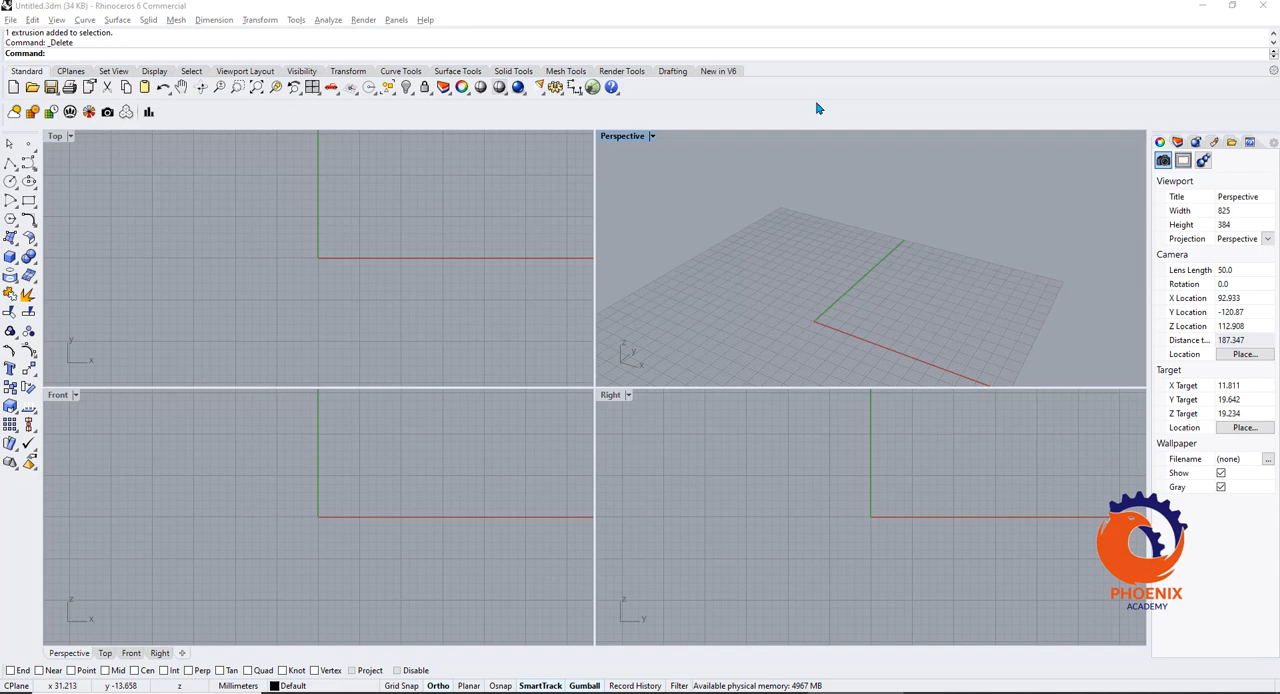 Untitled.3dm (34 KB) - Rhinoceros 6 Commercial
File Edit View Curve Surface Solid Mesh Dimension Transform Tools Analyze Render Panels Help
1 extrusion added to selection.
Command: _Delete
Command:
Standard CPlanes Set View Display Select Viewport Layout Visibility Transform Curve Tools Surface Tools Solid Tools Mesh Tools Render Tools Drafting New in V6
Top
Perspective
Viewport
Title Perspective
Width 825
Height 384
Projection Perspective
Camera
Lens Length 50.0
Rotation 0.0
X Location 92.933
Y Location -120.87
Z Location 112.908
Distance t... 187.347
Location Place...
Target
X Target 11.811
Y Target 19.642
Z Target 19.234
Location Place...
Wallpaper
Filename (none) ...
Show
Gray
y
x
z
y
x
Front
Right
z
x
z
y
PHOENIX
ACADEMY
Perspective Top Front Right
End Near Point Mid Cen Int Perp Tan Quad Knot Vertex Project Disable
CPlane x 31.213 y -13.658 z Millimeters Default Grid Snap Ortho Planar Osnap SmartTrack Gumball Record History Filter Available physical memory: 4967 MB